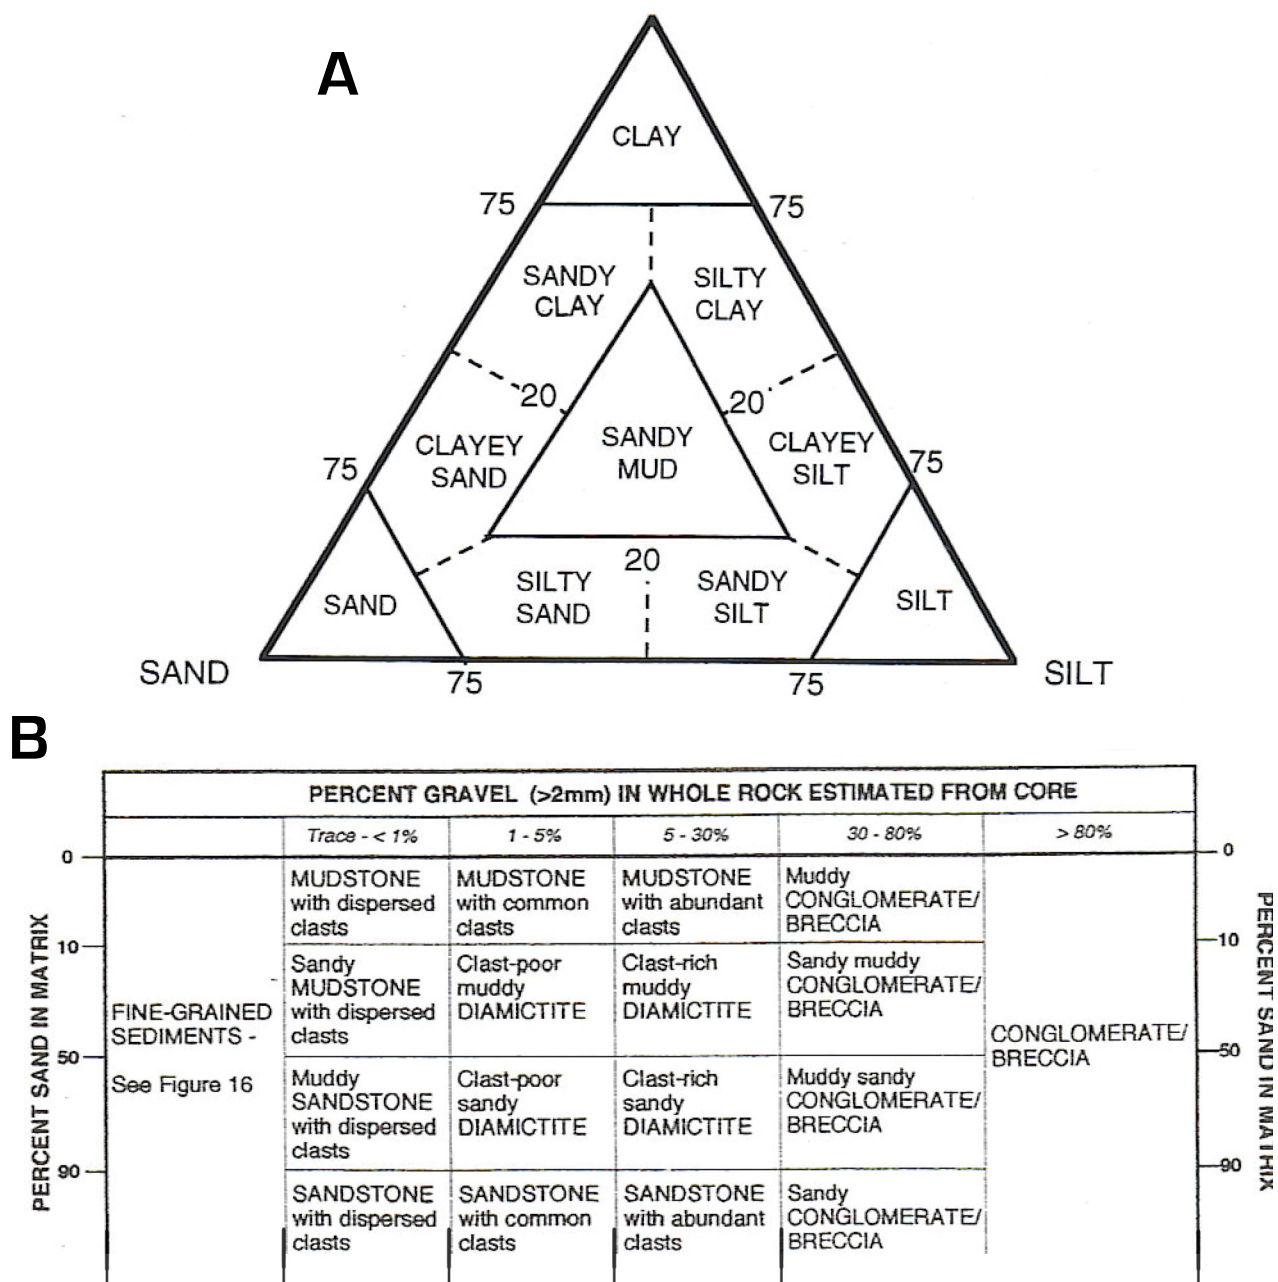 A
CLAY
75 75
SANDY SILTY
CLAY CLAY
20 20
CLAYEY SANDY CLAYEY
SAND MUD SILT
75 75
20
SILTY SANDY
SAND SILT
SAND SILT
SAND SILT
75 75
B
PERCENT GRAVEL (>2mm) IN WHOLE ROCK ESTIMATED FROM CORE
Trace - < 1% 1 - 5% 5 - 30% 30 - 80% > 80%
0 0
MUDSTONE
with dispersed
clasts
MUDSTONE
with common
clasts
MUDSTONE
with abundant
clasts
Muddy
CONGLOMERATE/
BRECCIA
10 10
Sandy
MUDSTONE
with dispersed
clasts
Clast-poor
muddy
DIAMICTITE
Clast-rich
muddy
DIAMICTITE
Sandy muddy
CONGLOMERATE/
BRECCIA
FINE-GRAINED
SEDIMENTS -
See Figure 16
CONGLOMERATE/
BRECCIA
50 50
Muddy
SANDSTONE
with dispersed
clasts
Clast-poor
sandy
DIAMICTITE
Clast-rich
sandy
DIAMICTITE
Muddy sandy
CONGLOMERATE/
BRECCIA
90 90
SANDSTONE
with dispersed
clasts
SANDSTONE
with common
clasts
SANDSTONE
with abundant
clasts
Sandy
CONGLOMERATE/
BRECCIA
PERCENT SAND IN MATRIX
PERCENT SAND IN MATRIX